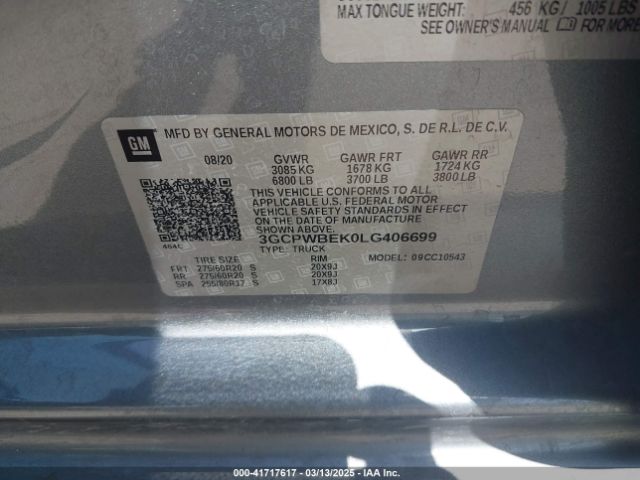 MAX TONGUE WEIGHT: 456 KG/ 1005 LBS
SEE OWNER'S MANUAL FOR MORE
GM
MFD BY GENERAL MOTORS DE MEXICO, S. DE R.L. DE C.V.
08/20 GVWR GAWR FRT GAWR RR
3085 KG 1678 KG 1724 KG
6800 LB 3700 LB 3800 LB
THIS VEHICLE CONFORMS TO ALL
APPLICABLE U.S. FEDERAL MOTOR
VEHICLE SAFETY STANDARDS IN EFFECT
ON THE DATE OF MANUFACTURE
SHOWN ABOVE.
3GCPWBEK0LG406699
TYPE: TRUCK
MODEL: 09CC10543
TIRE SIZE RIM
FRT 275/60R20 S 20X9J
RR 275/60R20 S 20X9J
SPA 255/80R17 S 17X8J
000-41717617 - 03/13/2025 - IAA Inc.